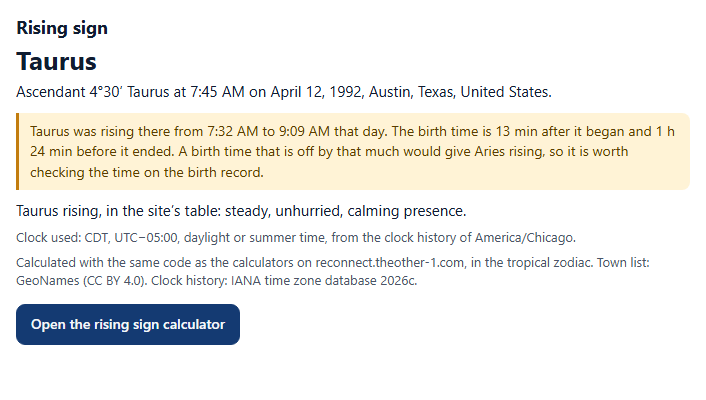 Rising sign
Taurus
Ascendant 4°30′ Taurus at 7:45 AM on April 12, 1992, Austin, Texas, United States.
Taurus was rising there from 7:32 AM to 9:09 AM that day. The birth time is 13 min after it began and 1 h
24 min before it ended. A birth time that is off by that much would give Aries rising, so it is worth
checking the time on the birth record.
Taurus rising, in the site's table: steady, unhurried, calming presence.
Clock used: CDT, UTC−05:00, daylight or summer time, from the clock history of America/Chicago.
Calculated with the same code as the calculators on reconnect.theother-1.com, in the tropical zodiac. Town list:
GeoNames (CC BY 4.0). Clock history: IANA time zone database 2026c.
Open the rising sign calculator